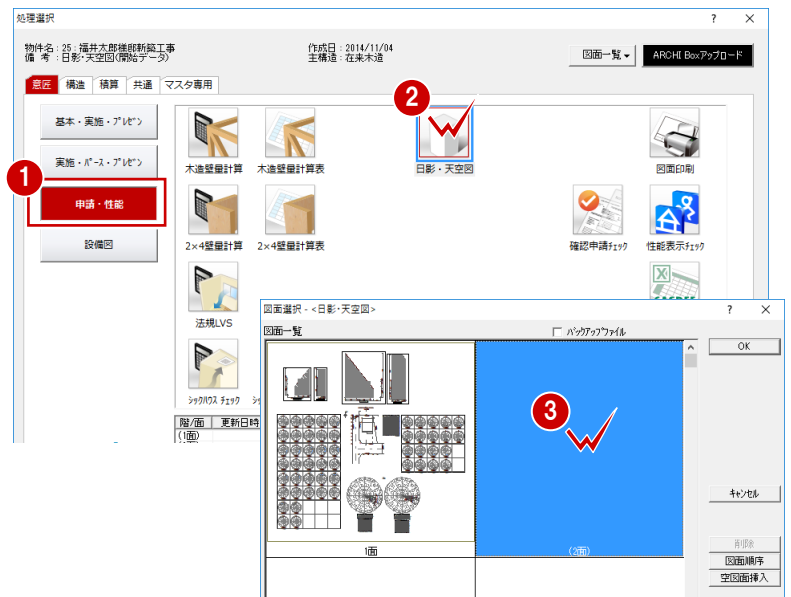 処理選択
? ×
物件名：25：福井太郎様邸新築工事 作成日：2014/11/04
備 考：日影・天空図(開始データ) 主構造：在来木造
図面一覧 ARCHI Boxアップロード
意匠 構造 積算 共通 マスタ専用
基本・実施・プレゼン
実施・パース・プレゼン
申請・性能
設備図
1
2
木造壁量計算 木造壁量計算表 日影・天空図 図面印刷
2×4壁量計算 2×4壁量計算表 確認申請チェック 性能表示チェック
法規LVS
シックハウス チェック
階/面 更新日時
(1面)
図面選択 - <日影・天空図> ? ×
図面一覧 バックアップファイル
OK
3
キャンセル
1面 (2面)
削除
図面順序
空図面挿入